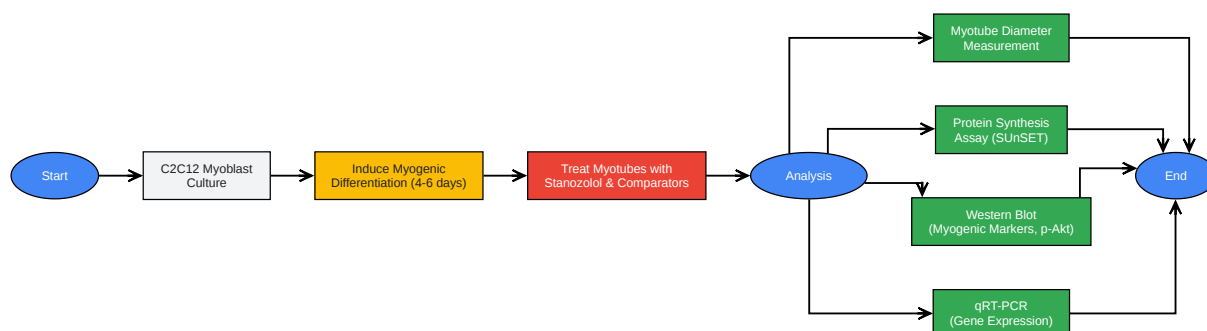 Start
C2C12 Myoblast
Culture
Induce Myogenic
Differentiation (4-6 days)
Treat Myotubes with
Stanozolol & Comparators
Analysis
Myotube Diameter
Measurement
Protein Synthesis
Assay (SUnSET)
Western Blot
(Myogenic Markers, p-Akt)
qRT-PCR
(Gene Expression)
End